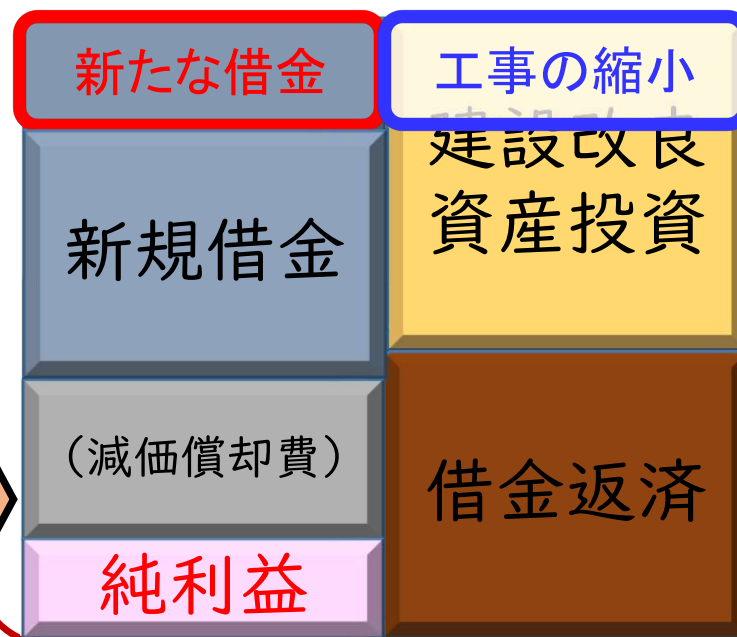 新たな借金
工事の縮小
新規借金
建設改良
資産投資
（減価償却費）
借金返済
純利益